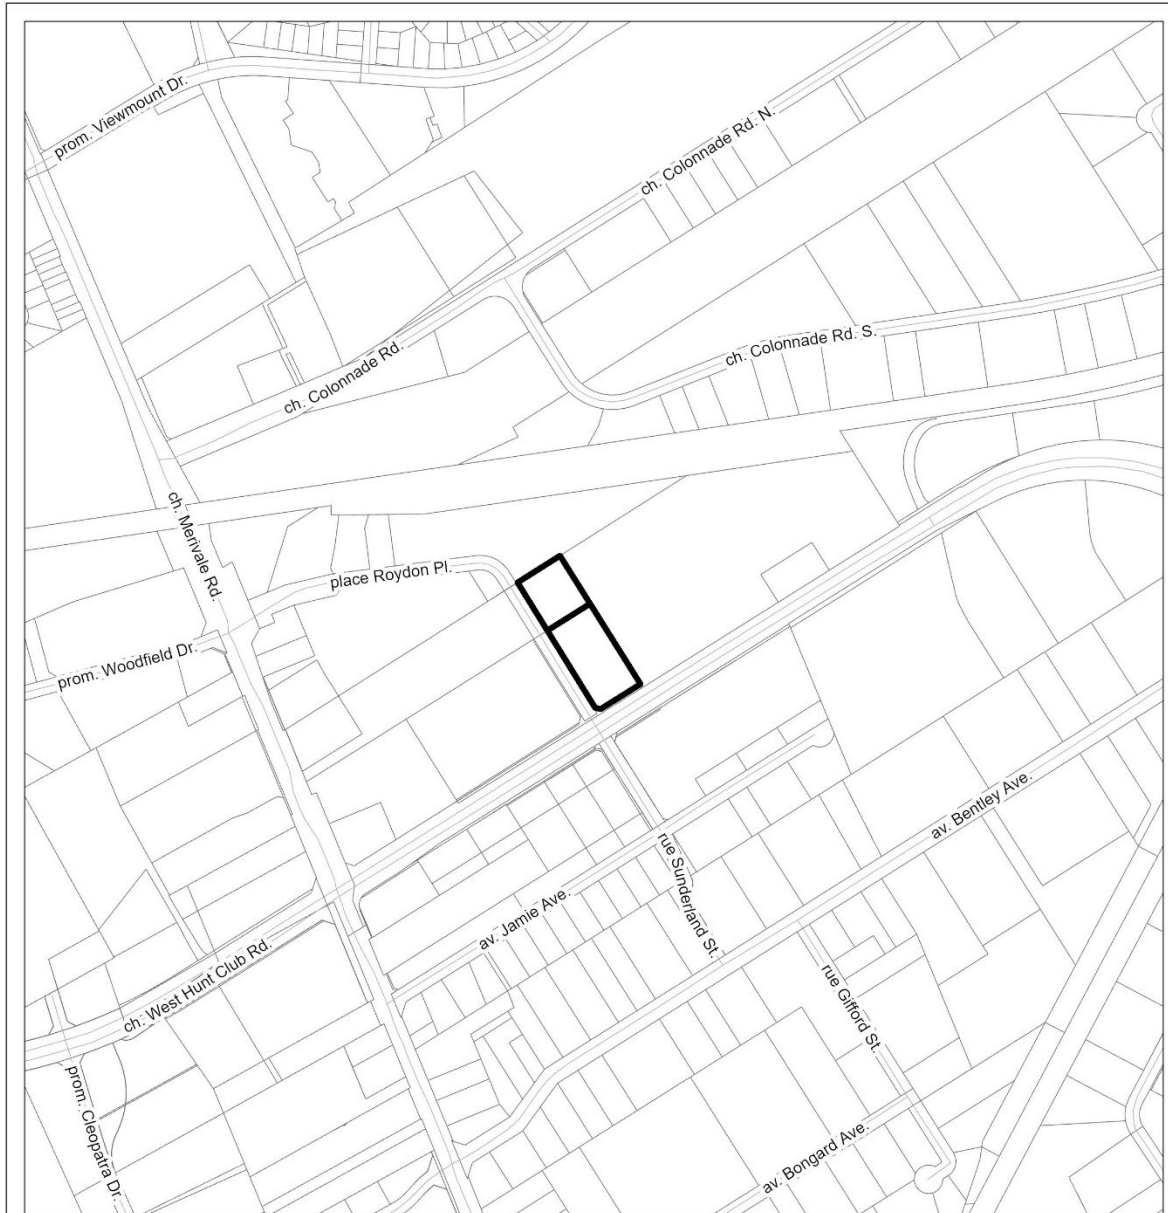 prom. Viewmount Dr.
ch. Colonnade Rd. N.
ch. Colonnade Rd. S.
ch. Colonnade Rd.
ch. Merivale Rd.
place Roydon Pl.
prom. Woodfield Dr.
av. Bentley Ave.
rue Sunderland St.
av. Jamie Ave.
ch. West Hunt Club Rd.
rue Gifford St.
prom. Cleopatra Dr.
av. Bongard Ave.